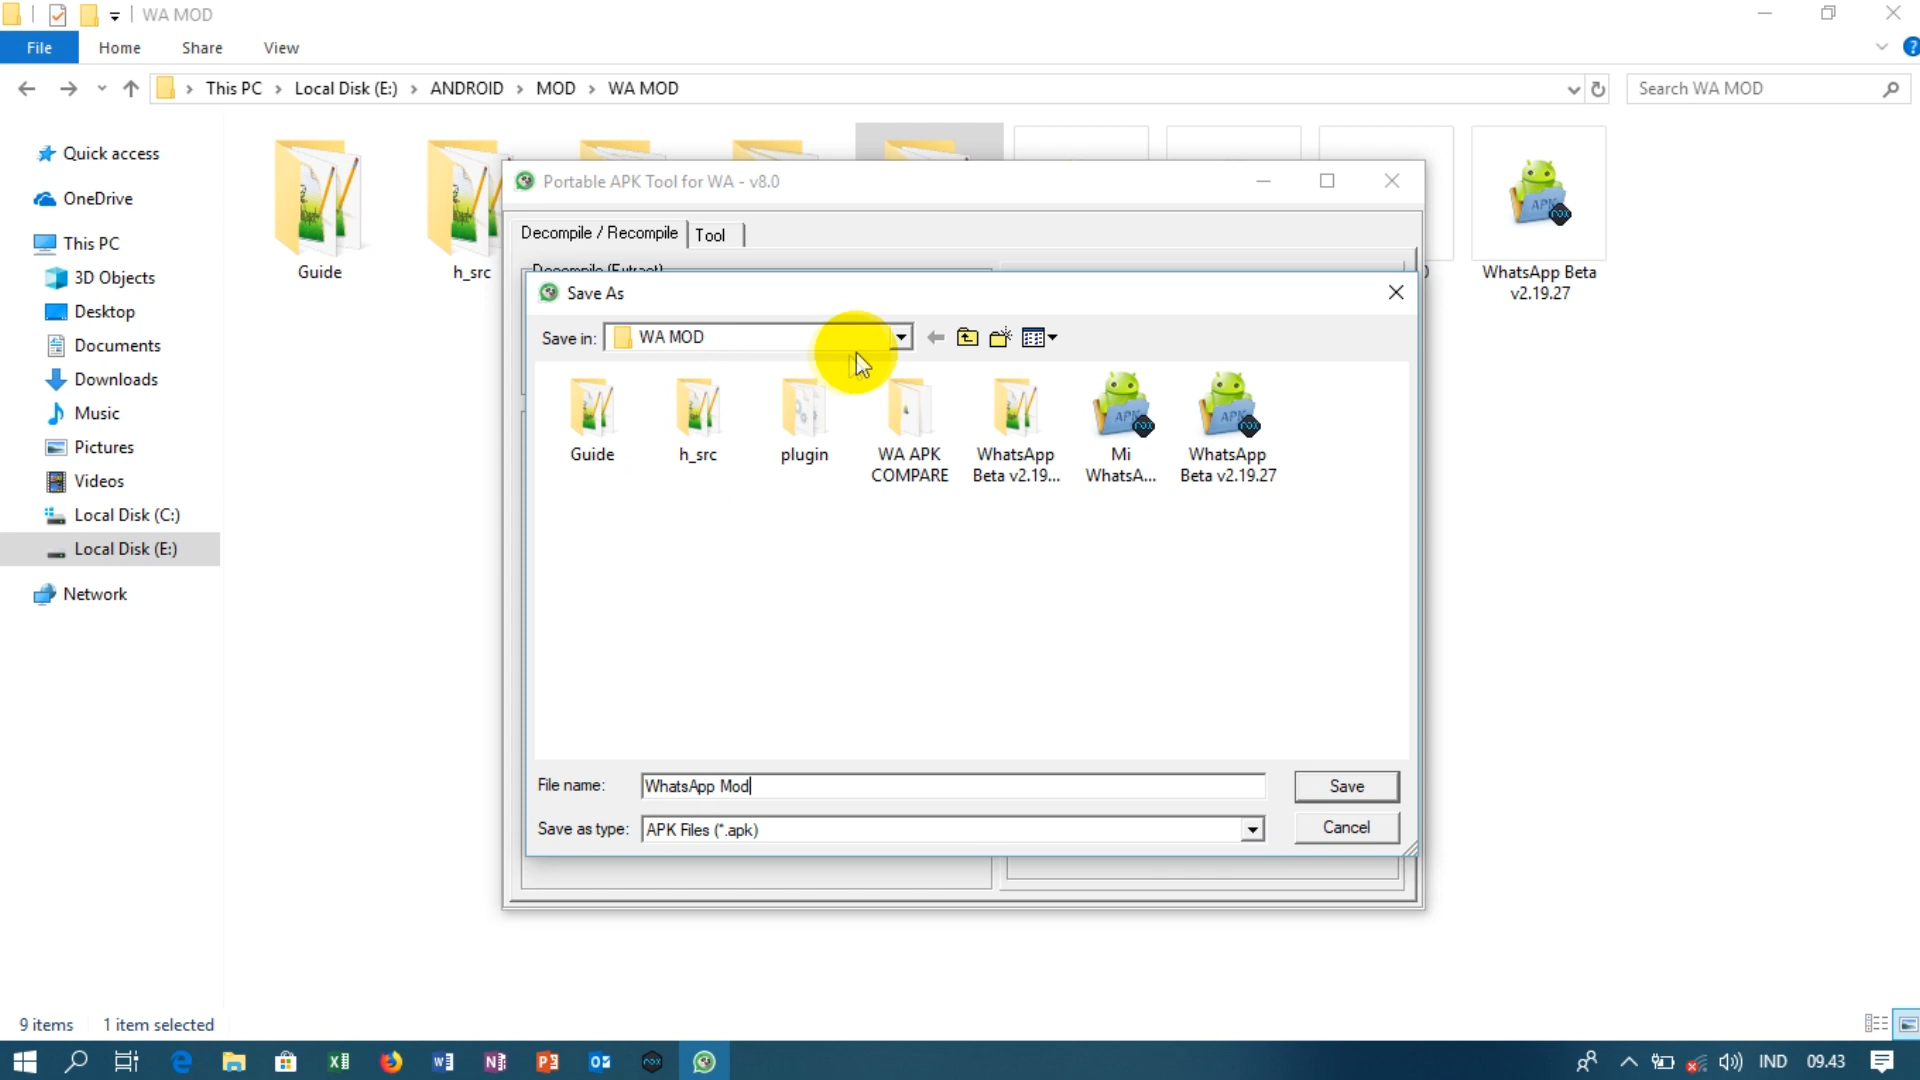 WA MOD
File Home Share View
This PC Local Disk (E:) ANDROID MOD WA MOD
Search WA MOD
Quick access
OneDrive
This PC
3D Objects
Desktop
Documents
Downloads
Music
Pictures
Videos
Local Disk (C:)
Local Disk (E:)
Network
Guide
h_src
WhatsApp Beta
v2.19.27
Portable APK Tool for WA - v8.0
Decompile / Recompile Tool
Decompile (Extract)
Save As
Save in: WA MOD
Guide
h_src
plugin
WA APK
COMPARE
WhatsApp
Beta v2.19...
Mi
WhatsA...
WhatsApp
Beta v2.19.27
File name: WhatsApp Mod
Save
Save as type: APK Files (*.apk)
Cancel
9 items 1 item selected
IND 09.43